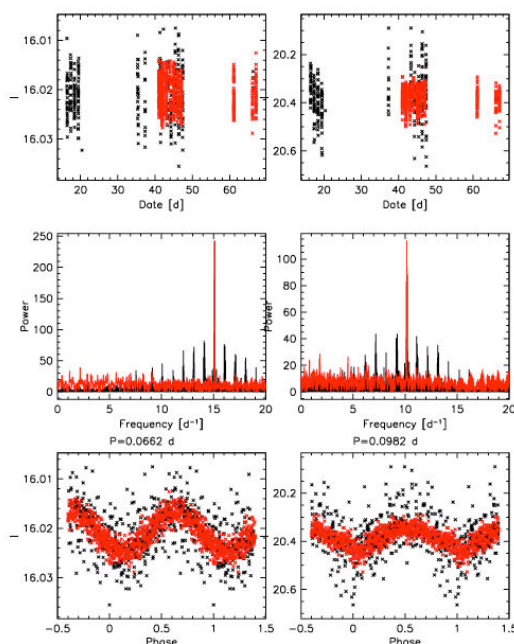 16.01 20.2
16.02 20.4
16.03 20.6
I
20 30 40 50 60 20 30 40 50 60
Date [d] Date [d]
250 100
200 80
150 60
100 40
50 20
0 0
Power Power
0 5 10 15 20 0 5 10 15 20
Frequency [d⁻¹] Frequency [d⁻¹]
P=0.0662 d P=0.0982 d
16.01 20.2
16.02 20.4
16.03 20.6
I
-0.5 0 0.5 1 1.5 -0.5 0 0.5 1 1.5
Phase Phase